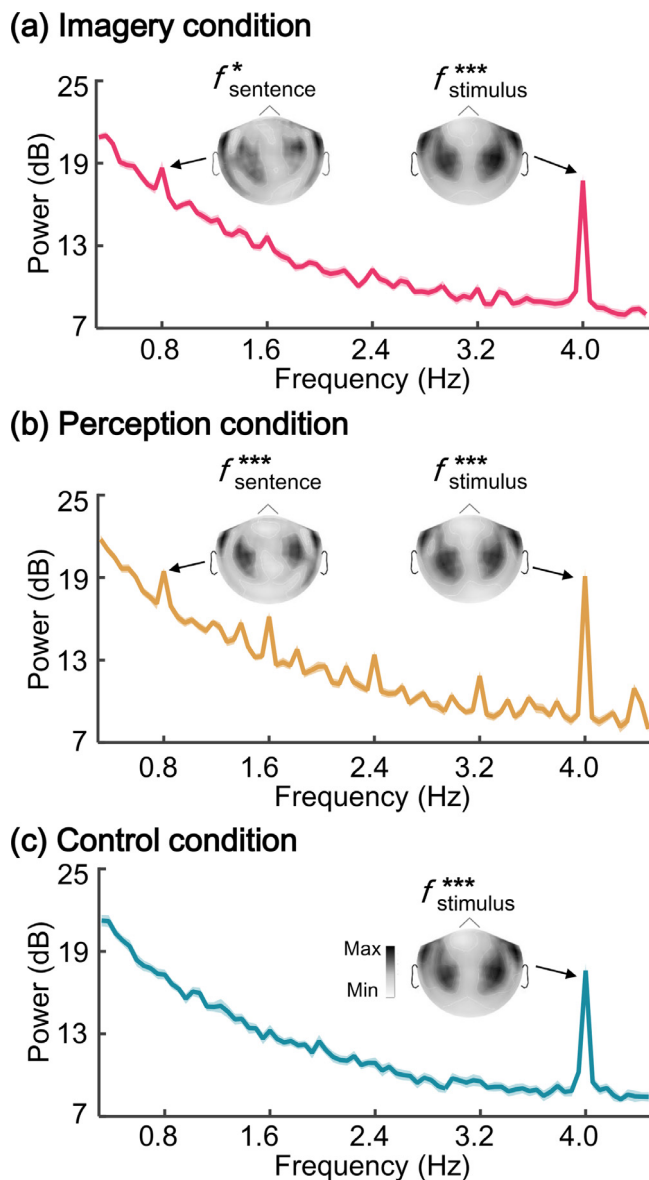 (a) Imagery condition
f*sentence
f***stimulus
25
19
13
7
Power (dB)
0.8 1.6 2.4 3.2 4.0
Frequency (Hz)
(b) Perception condition
f***sentence
f***stimulus
25
19
13
7
Power (dB)
0.8 1.6 2.4 3.2 4.0
Frequency (Hz)
(c) Control condition
f***stimulus
Max
Min
25
19
13
7
Power (dB)
0.8 1.6 2.4 3.2 4.0
Frequency (Hz)